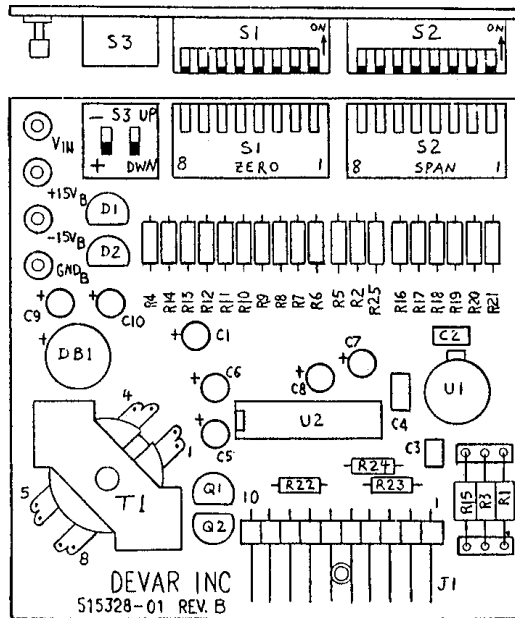 S3
S1
ON
S2
ON
- S3 UP
+ DWN
S1
8 ZERO 1
S2
8 SPAN 1
VIN
+15VB
-15VB
GNDB
D1
D2
R4 R14 R13 R12 R11 R10 R9 R8 R7 R6 R5 R2 R25 R16 R17 R18 R19 R20 R21
+
C9
+
C10
+
DB1
+
C1
+
C6
+
C5
+
C8
+
C7
C2
U1
C4
U2
C3
4
1
T1
5
8
Q1
Q2
R22
R24
R23
R15 R3 R1
10
1
J1
DEVAR INC
515328-01 REV. B